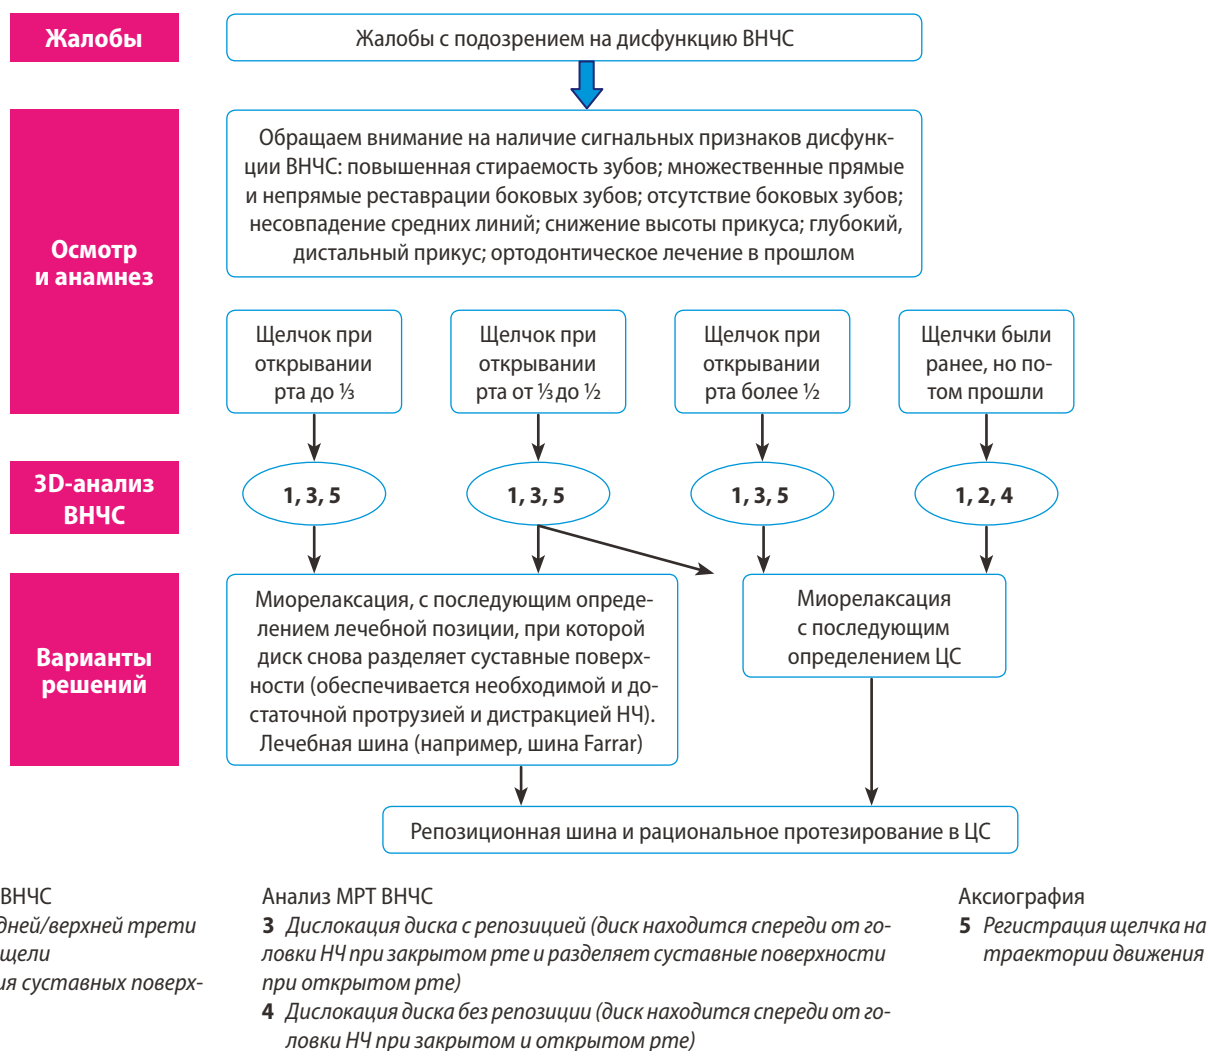 Жалобы
Жалобы с подозрением на дисфункцию ВНЧС
Осмотр
и анамнез
Обращаем внимание на наличие сигнальных признаков дисфунк-
ции ВНЧС: повышенная стираемость зубов; множественные прямые
и непрямые реставрации боковых зубов; отсутствие боковых зубов;
несовпадение средних линий; снижение высоты прикуса; глубокий,
дистальный прикус; ортодонтическое лечение в прошлом
Щелчок при
открывании
рта до ⅓
Щелчок при
открывании
рта от ⅓ до ½
Щелчок при
открывании
рта более ½
Щелчки были
ранее, но по-
том прошли
3D-анализ
ВНЧС
1, 3, 5
1, 3, 5
1, 3, 5
1, 2, 4
Варианты
решений
Миорелаксация, с последующим опреде-
лением лечебной позиции, при которой
диск снова разделяет суставные поверх-
ности (обеспечивается необходимой и до-
статочной протрузией и дистракцией НЧ).
Лечебная шина (например, шина Farrar)
Миорелаксация
с последующим
определением ЦС
Репозиционная шина и рациональное протезирование в ЦС
ВНЧС
дней/верхней трети
щели
ия суставных поверх-
Анализ МРТ ВНЧС
3 Дислокация диска с репозицией (диск находится спереди от го-
ловки НЧ при закрытом рте и разделяет суставные поверхности
при открытом рте)
4 Дислокация диска без репозиции (диск находится спереди от го-
ловки НЧ при закрытом и открытом рте)
Аксиография
5 Регистрация щелчка на
траектории движения